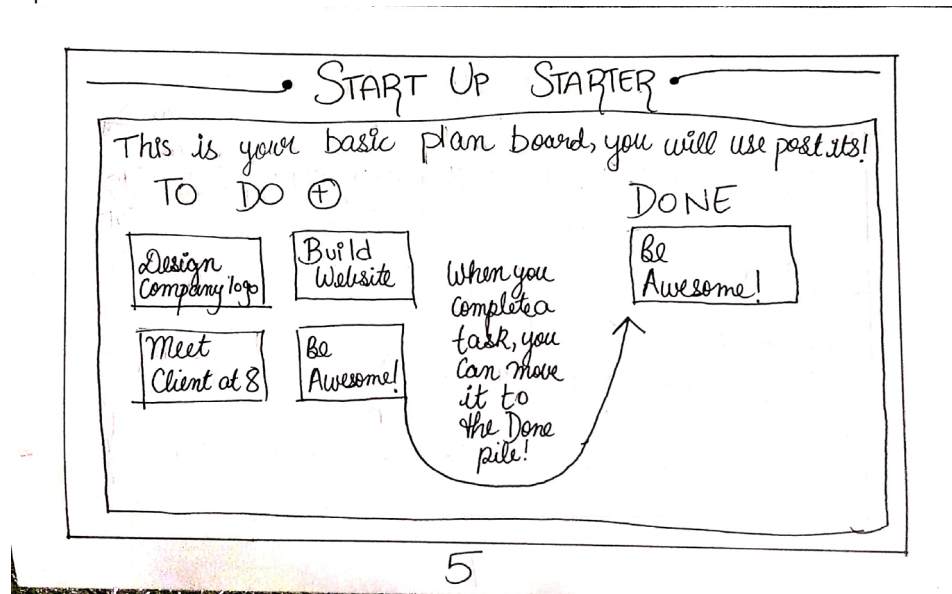 START UP STARTER
This is your basic plan board, you will use post its!
TO DO +
DONE
Design
Company logo
Build
Website
Meet
Client at 8
Be
Awesome!
When you
complete a
task, you
can move
it to
the Done
pile!
Be
Awesome!
5